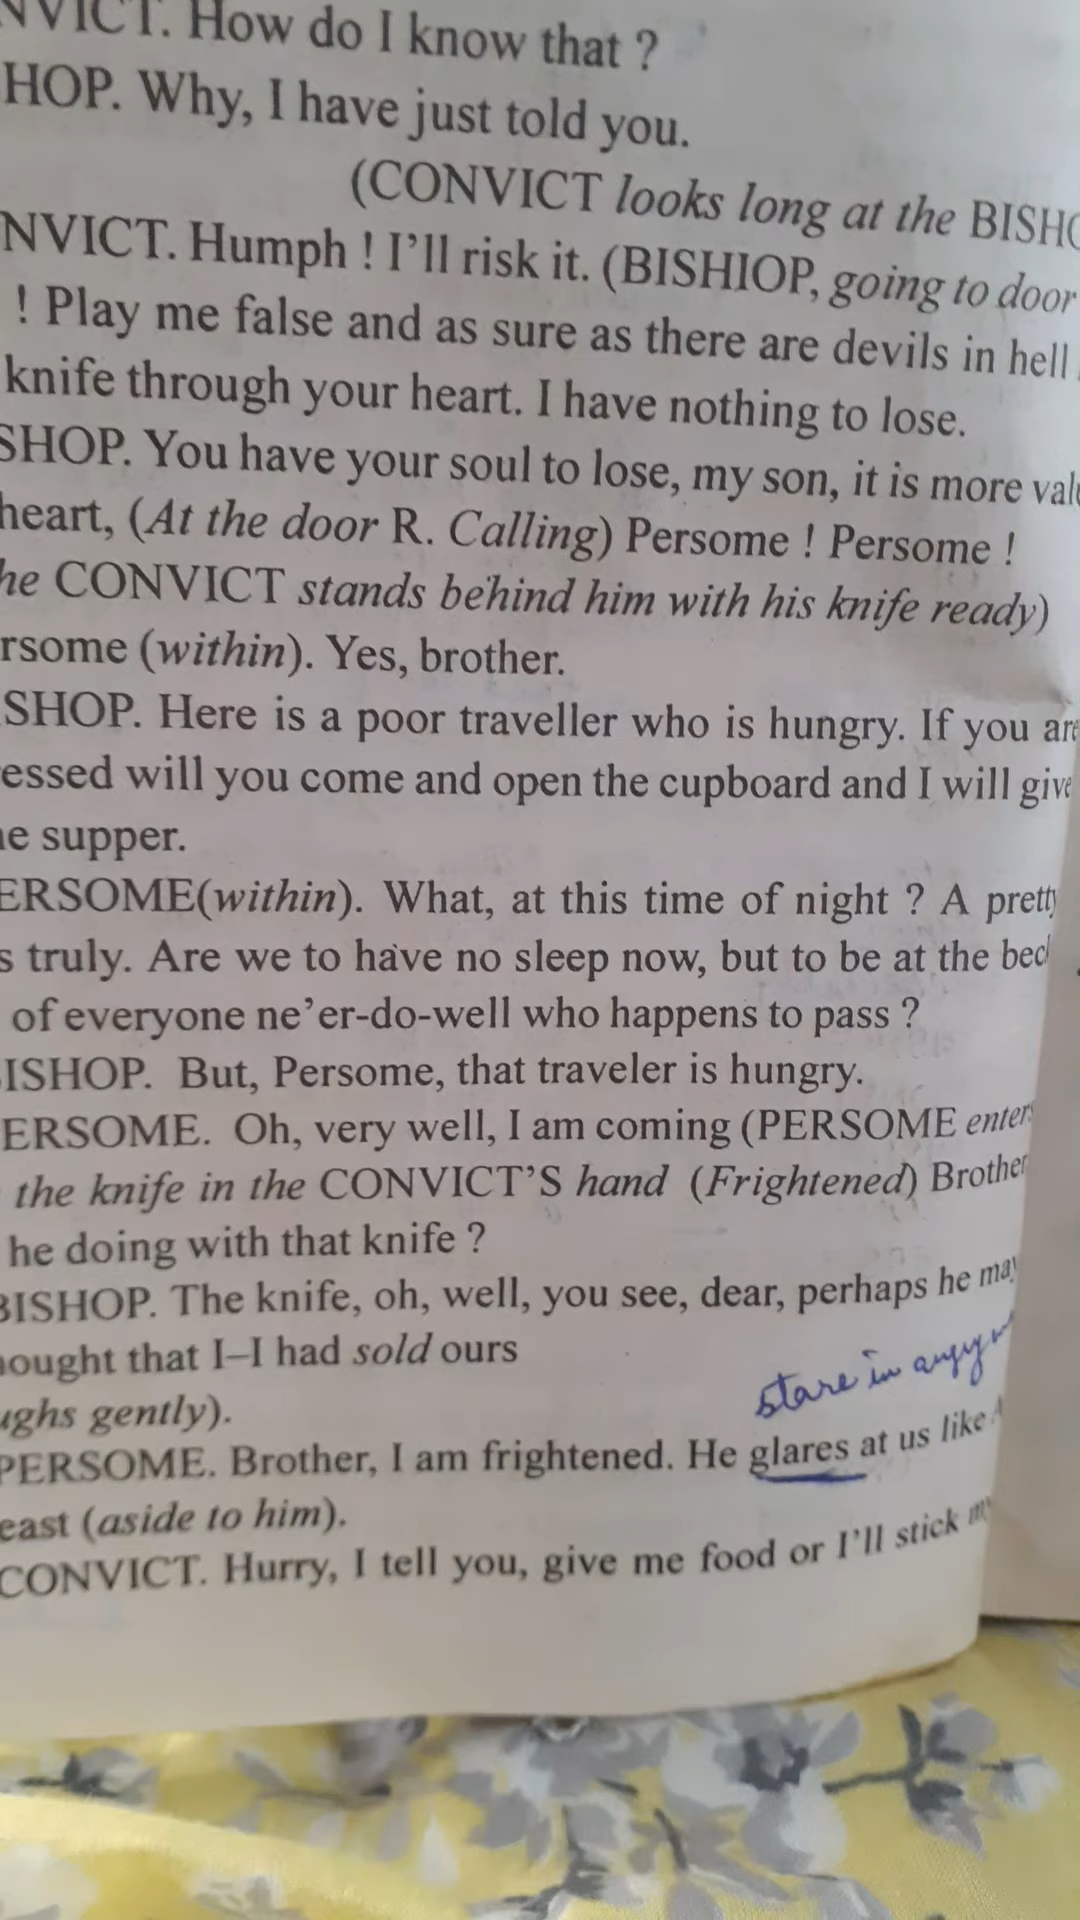 NVICT. How do I know that ?
HOP. Why, I have just told you.
(CONVICT looks long at the BISHO
NVICT. Humph ! I'll risk it. (BISHIOP, going to door
! Play me false and as sure as there are devils in hell
knife through your heart. I have nothing to lose.
SHOP. You have your soul to lose, my son, it is more valu
heart, (At the door R. Calling) Persome ! Persome !
he CONVICT stands behind him with his knife ready)
rsome (within). Yes, brother.
SHOP. Here is a poor traveller who is hungry. If you are
essed will you come and open the cupboard and I will give
e supper.
ERSOME(within). What, at this time of night ? A pretty
s truly. Are we to have no sleep now, but to be at the beck
of everyone ne'er-do-well who happens to pass ?
ISHOP. But, Persome, that traveler is hungry.
ERSOME. Oh, very well, I am coming (PERSOME enters
the knife in the CONVICT'S hand (Frightened) Brother
he doing with that knife ?
BISHOP. The knife, oh, well, you see, dear, perhaps he may
hought that I–I had sold ours
ughs gently).
stare in angry
PERSOME. Brother, I am frightened. He glares at us like
east (aside to him).
CONVICT. Hurry, I tell you, give me food or I'll stick my